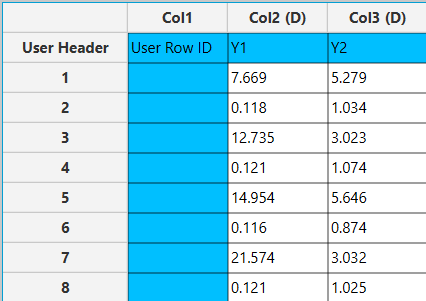 Col1 Col2 (D) Col3 (D)
User Header User Row ID Y1 Y2
1 7.669 5.279
2 0.118 1.034
3 12.735 3.023
4 0.121 1.074
5 14.954 5.646
6 0.116 0.874
7 21.574 3.032
8 0.121 1.025